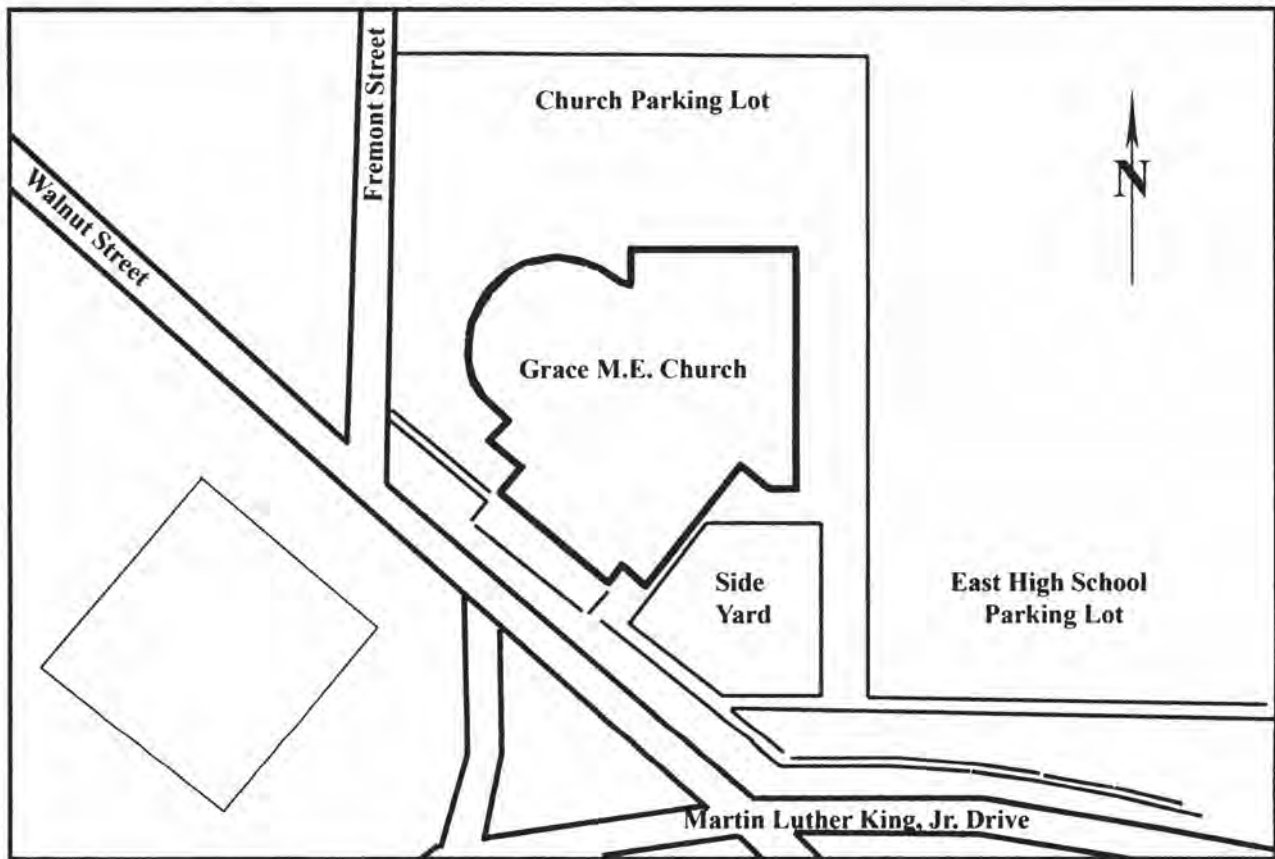 Fremont Street
Church Parking Lot
N
Walnut Street
Grace M.E. Church
Side
Yard
East High School
Parking Lot
Martin Luther King, Jr. Drive